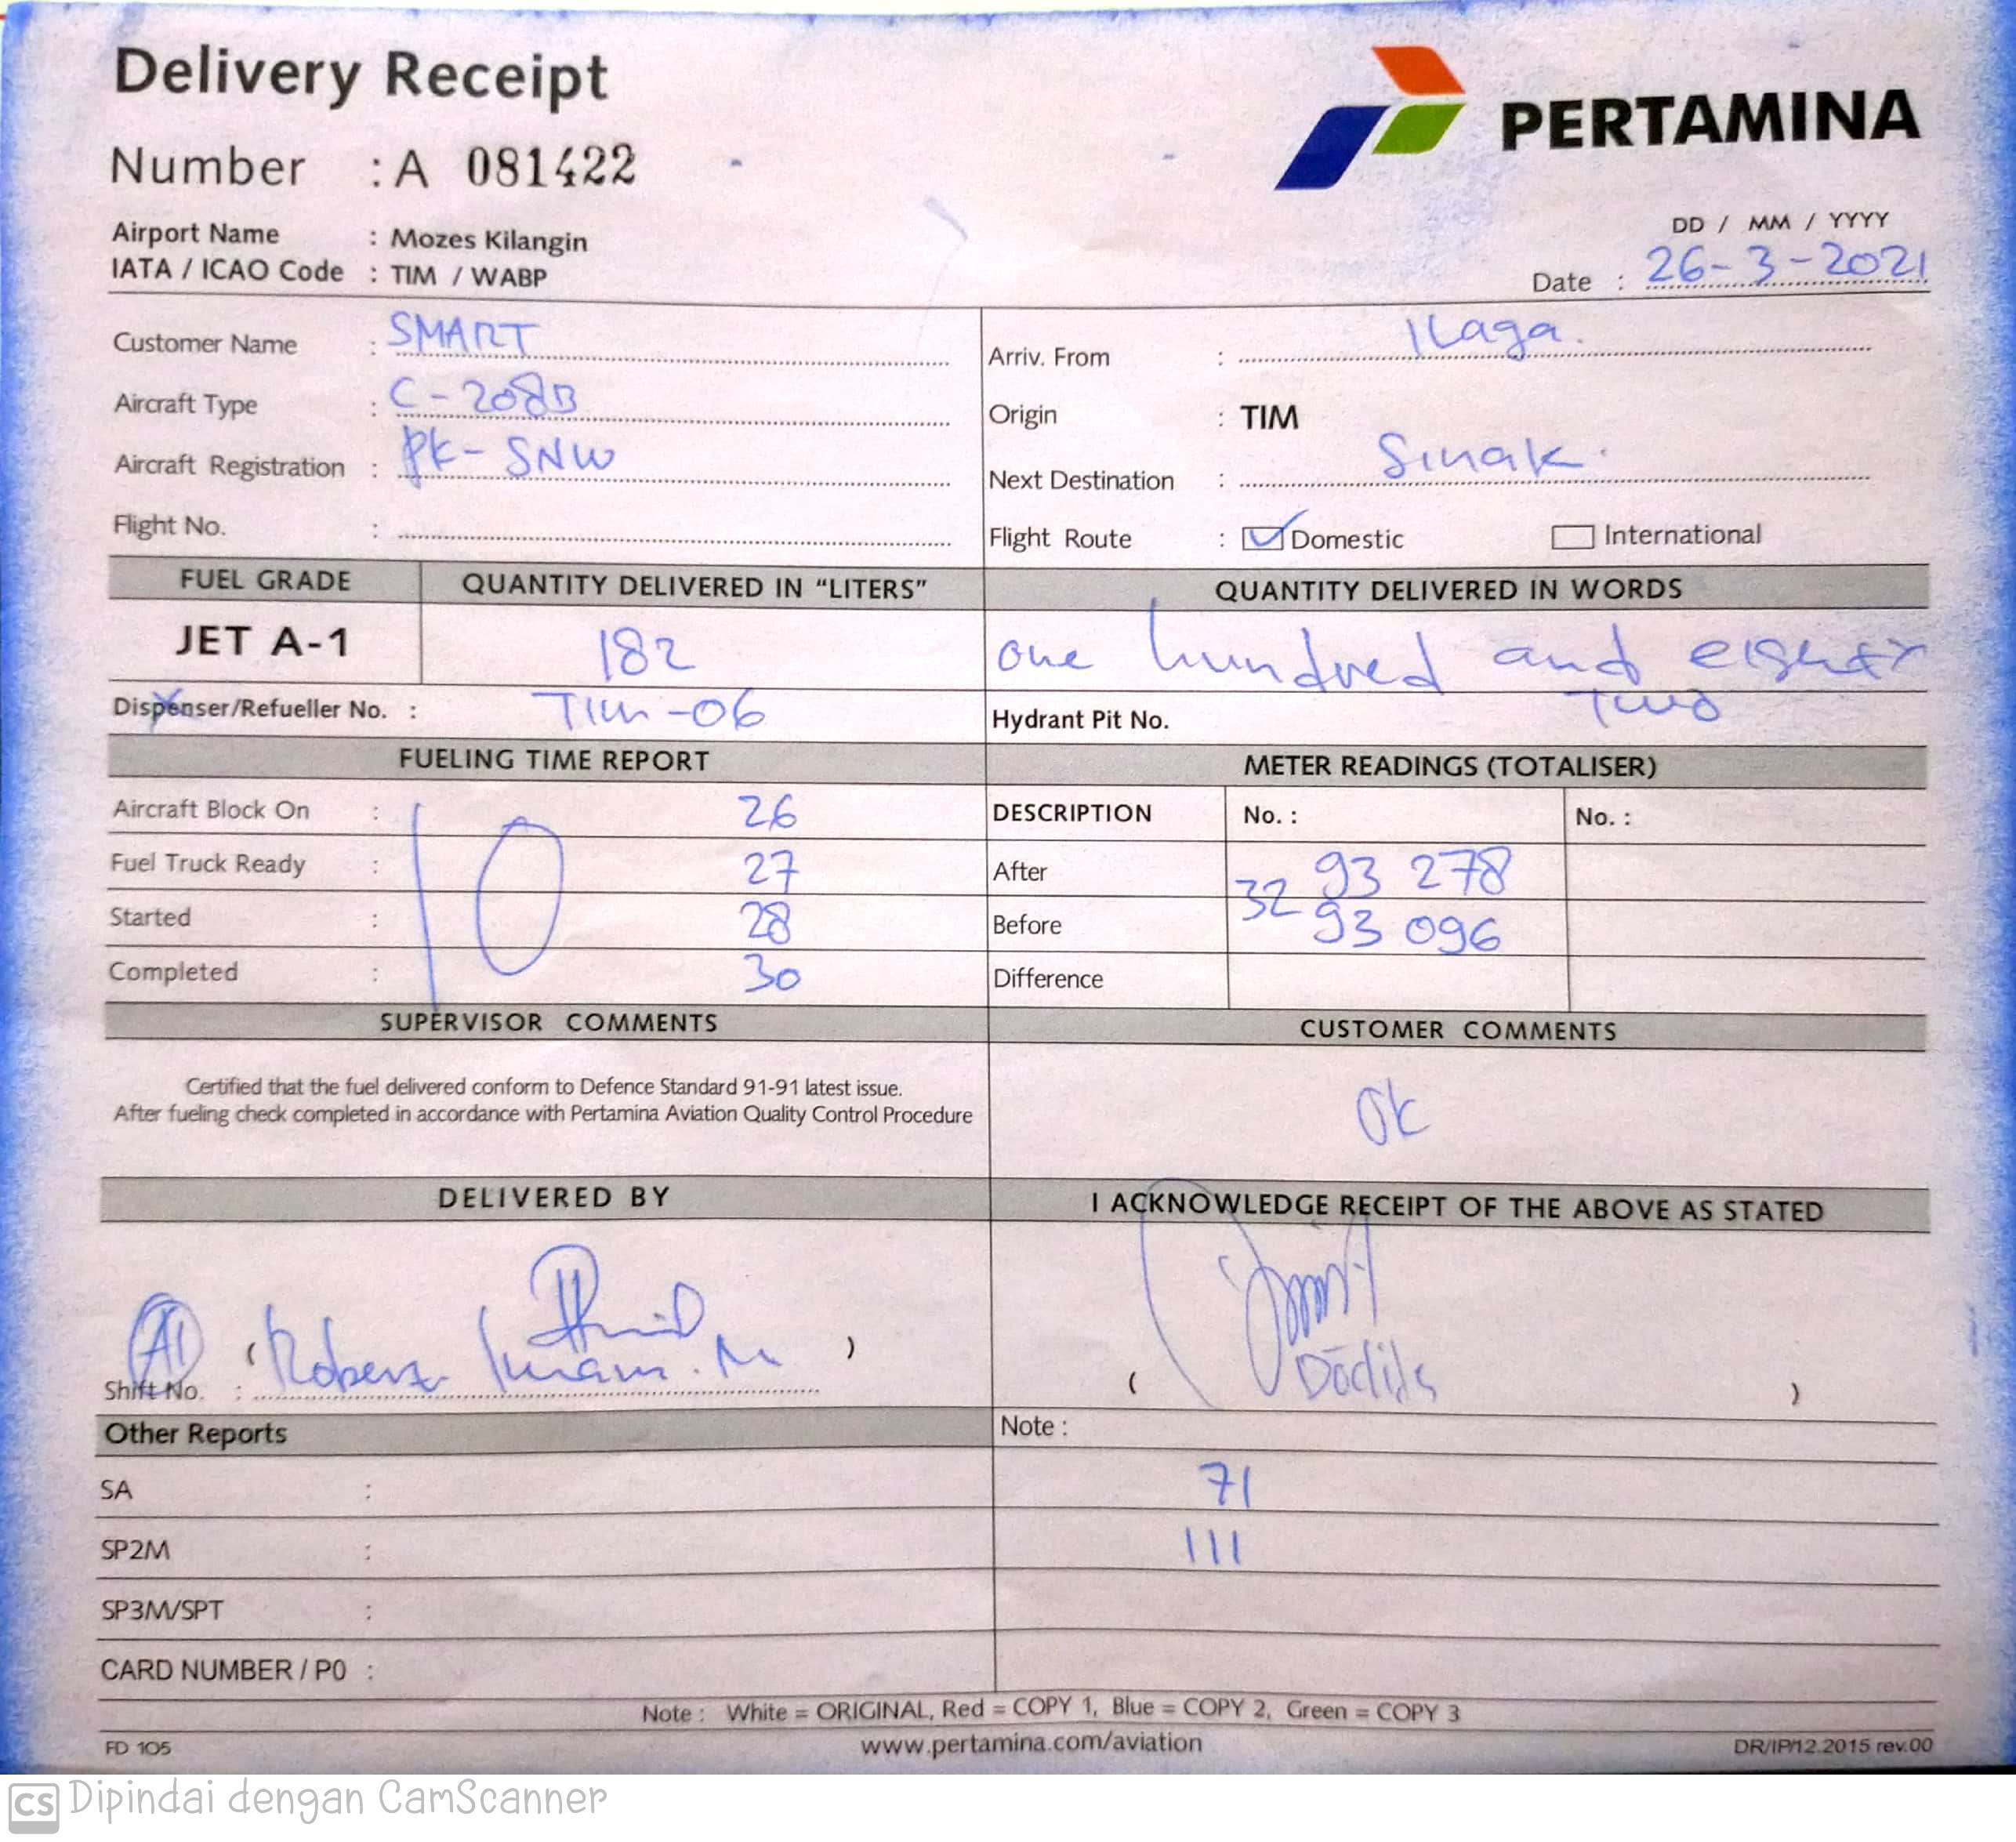 Delivery Receipt
PERTAMINA
Number : A 081422
Airport Name : Mozes Kilangin
IATA / ICAO Code : TIM / WABP
DD / MM / YYYY
Date : 26-3-2021
Customer Name : SMART
Arriv. From : Ilaga.
Aircraft Type : C-208B
Origin : TIM
Aircraft Registration : PK-SNW
Next Destination : Sinak.
Flight No. :
Flight Route : Domestic International
FUEL GRADE QUANTITY DELIVERED IN “LITERS” QUANTITY DELIVERED IN WORDS
JET A-1 182 one hundred and eighty
Two
Dispenser/Refueller No. : TIM-06 Hydrant Pit No.
FUELING TIME REPORT METER READINGS (TOTALISER)
Aircraft Block On : 10 26 DESCRIPTION No. : No. :
Fuel Truck Ready : 27 After 93 278
32
Started : 28 Before 93 096
Completed : 30 Difference
SUPERVISOR COMMENTS CUSTOMER COMMENTS
Certified that the fuel delivered conform to Defence Standard 91-91 latest issue.
After fueling check completed in accordance with Pertamina Aviation Quality Control Procedure
OK
DELIVERED BY I ACKNOWLEDGE RECEIPT OF THE ABOVE AS STATED
Shift No. : ( )
( )
Other Reports Note :
SA : 71
SP2M : 111
SP3M/SPT :
CARD NUMBER / P0 :
Note : White = ORIGINAL, Red = COPY 1, Blue = COPY 2, Green = COPY 3
FD 105 www.pertamina.com/aviation DR/IP/12.2015 rev.00
CS Dipindai dengan CamScanner